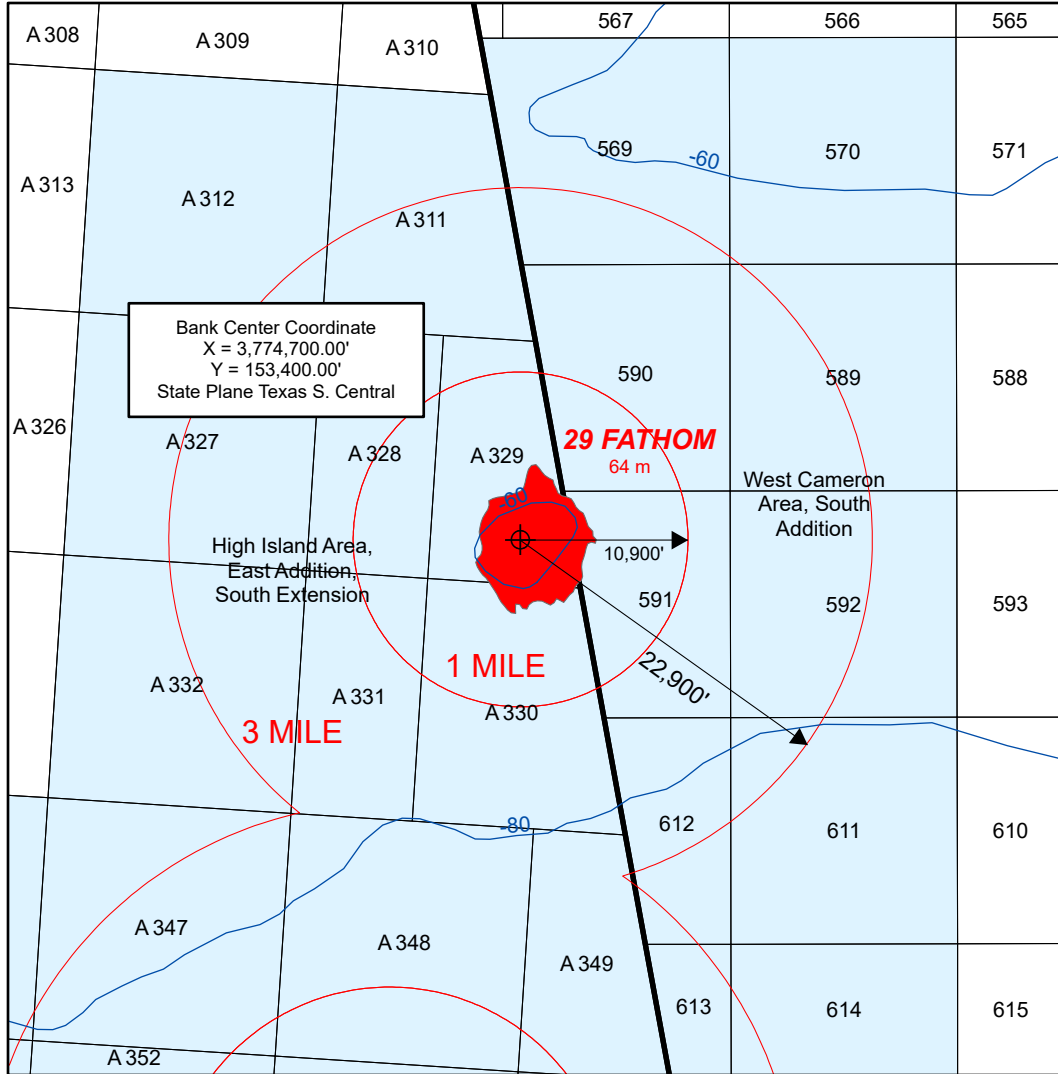 A 308
A 309
A 310
567
566
565
A 313
A 312
A 311
569
-60
570
571
Bank Center Coordinate
X = 3,774,700.00'
Y = 153,400.00'
State Plane Texas S. Central
590
589
588
A 326
A 327
A 328
A 329
29 FATHOM
64 m
-60
West Cameron
Area, South
Addition
High Island Area,
East Addition,
South Extension
10,900'
591
592
593
1 MILE
22,900'
A 332
A 331
A 330
3 MILE
-80
612
611
610
A 347
A 348
A 349
613
614
615
A 352